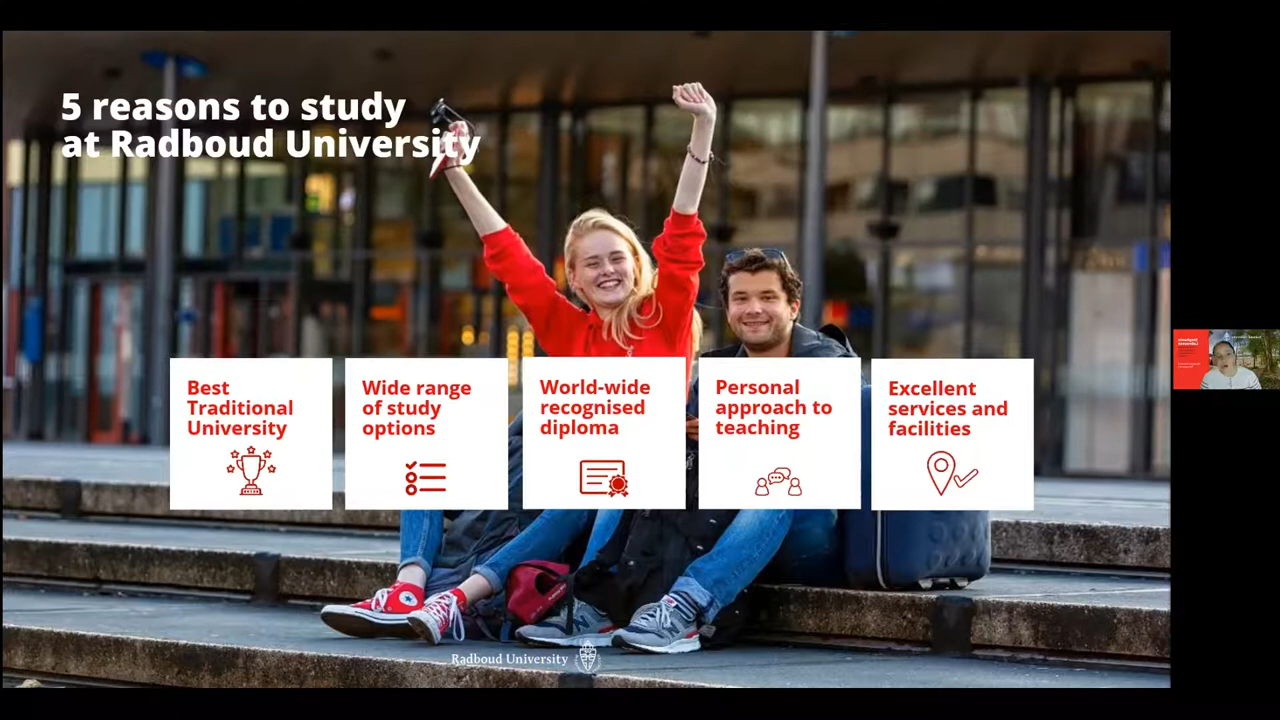 5 reasons to study
at Radboud University
Best
Traditional
University
Wide range
of study
options
World-wide
recognised
diploma
Personal
approach to
teaching
Excellent
services and
facilities
Radboud University